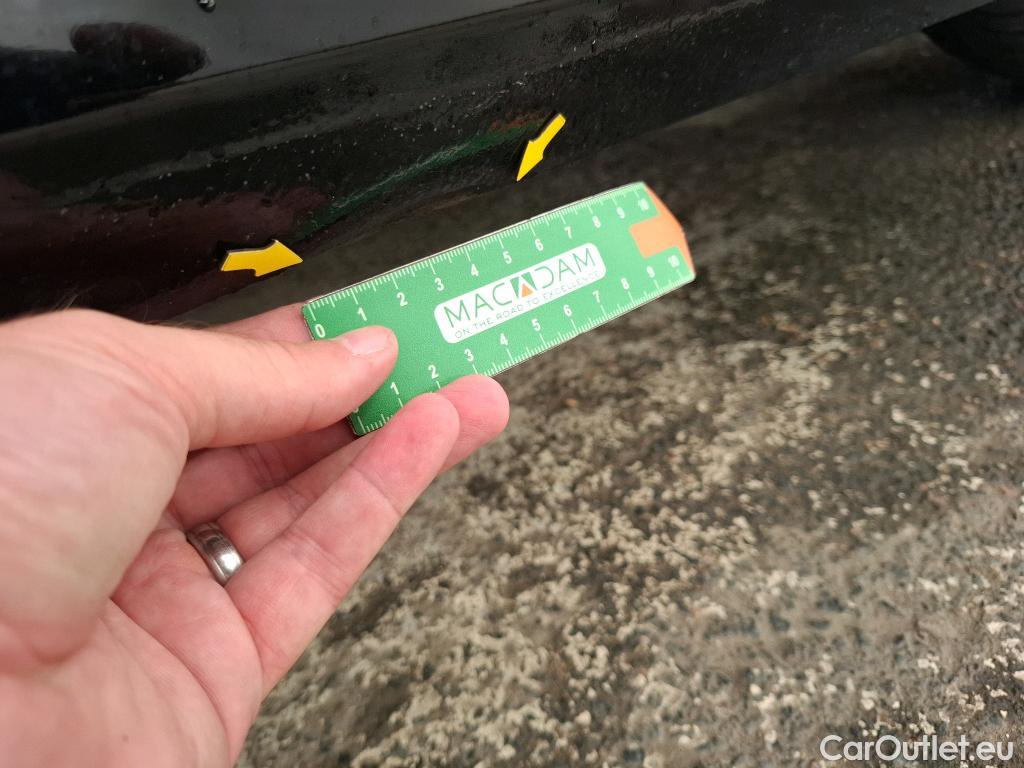 0 1 2 3 4 5 6 7 8 9 10
MACADAM
ON THE ROAD TO EXCELLENCE
1 2 3 4 5 6 7 8 9 10
CarOutlet.eu